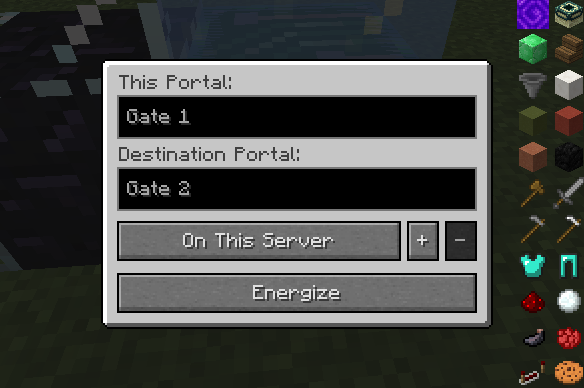 This Portal:
Gate 1
Destination Portal:
Gate 2
On This Server
+
-
Energize